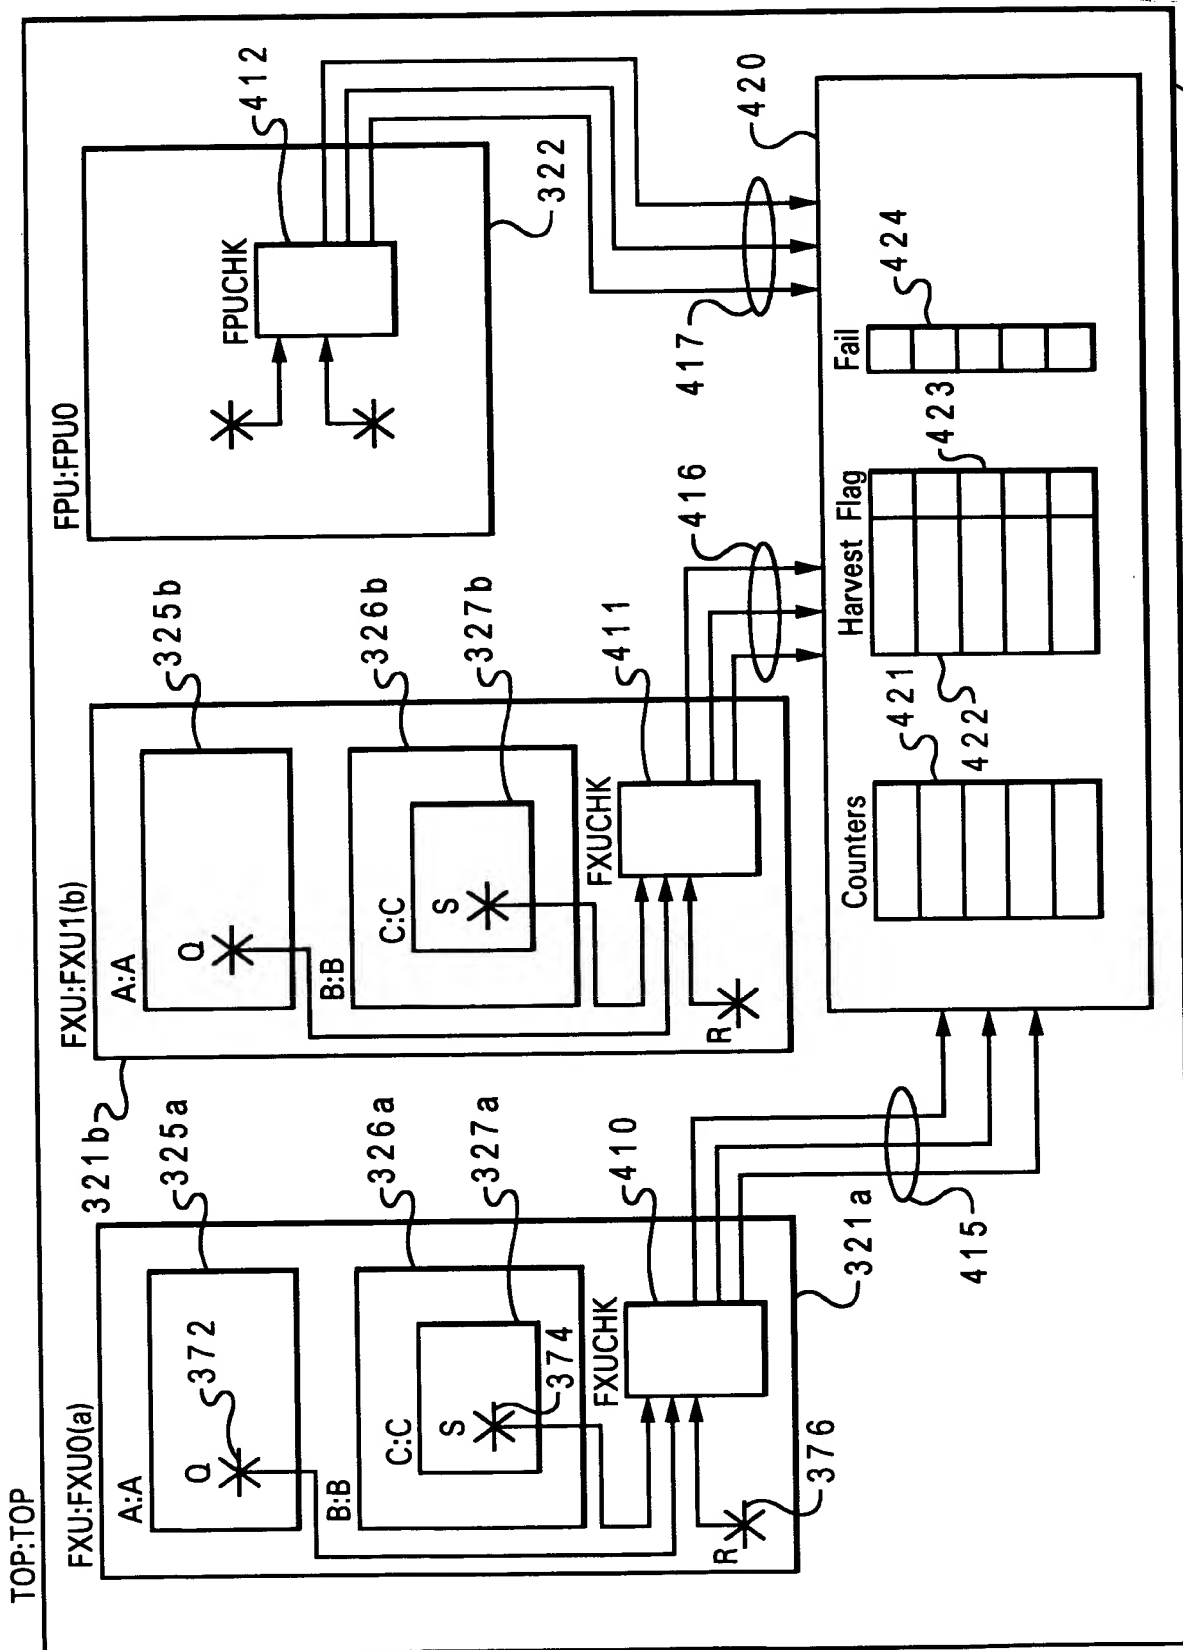 TOP:TOP
FXU:FXU0(a)
A:A
Q
372
325a
B:B
C:C
S
374
326a
327a
FXUCHK
410
R
376
321a
415
321b
FXU:FXU1(b)
A:A
Q
325b
B:B
C:C
S
326b
327b
FXUCHK
411
R
416
FPU:FPU0
FPUCHK
412
322
417
420
Counters
421
Harvest Flag
422
423
Fail
424